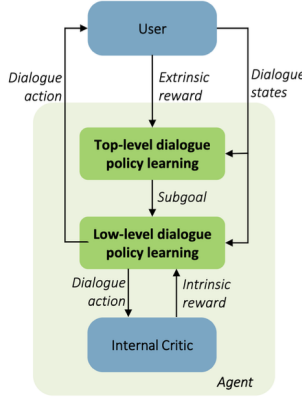 User
Dialogue
action
Extrinsic
reward
Dialogue
states
Top-level dialogue
policy learning
Subgoal
Low-level dialogue
policy learning
Dialogue
action
Intrinsic
reward
Internal Critic
Agent